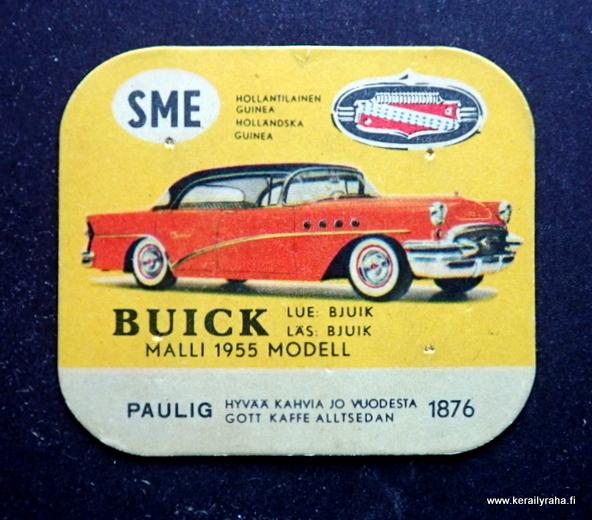 SME
HOLLANTILAINEN
GUINEA
HOLLÄNDSKA
GUINEA
BUICK
LUE: BJUIK
LÄS: BJUIK
MALLI 1955 MODELL
PAULIG
HYVÄÄ KAHVIA JO VUODESTA
GOTT KAFFE ALLTSEDAN
1876
www.kerailyraha.fi